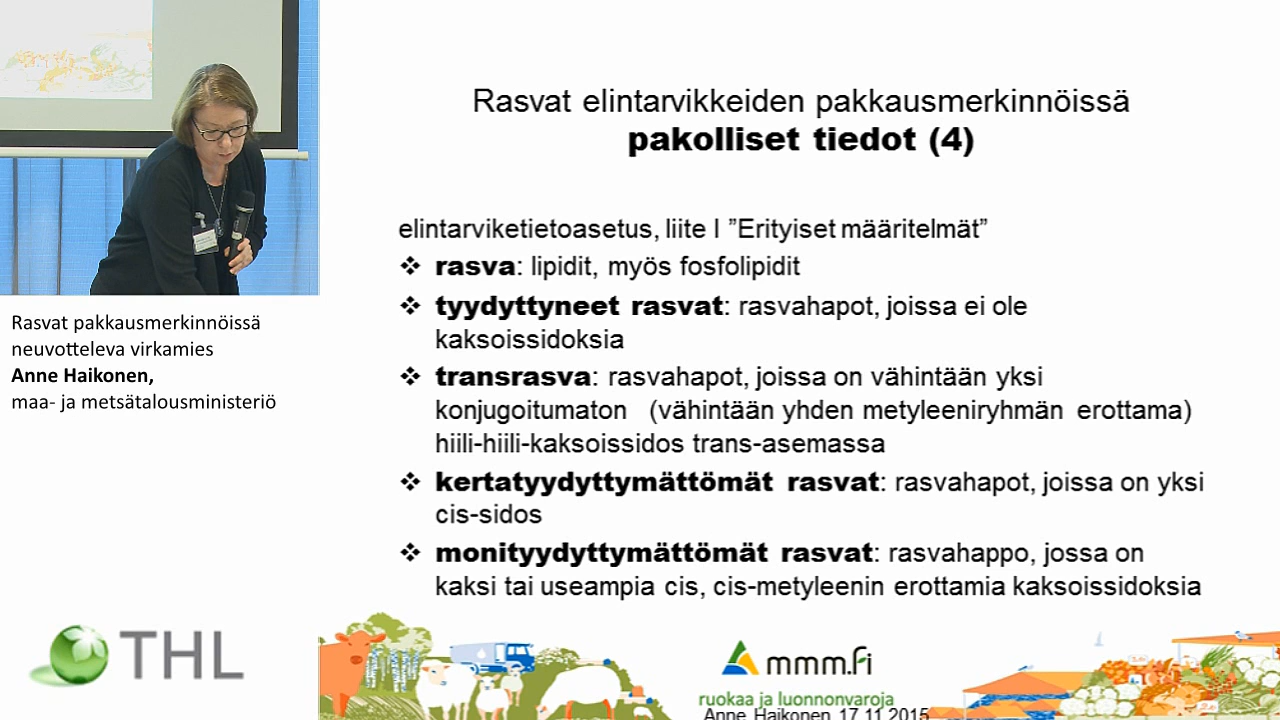 Rasvat elintarvikkeiden pakkausmerkinnöissä
pakolliset tiedot (4)
elintarviketietoasetus, liite I ”Erityiset määritelmät”
❖ rasva: lipidit, myös fosfolipidit
❖ tyydyttyneet rasvat: rasvahapot, joissa ei ole
kaksoissidoksia
❖ transrasva: rasvahapot, joissa on vähintään yksi
konjugoitumaton (vähintään yhden metyleeniryhmän erottama)
hiili-hiili-kaksoissidos trans-asemassa
❖ kertatyydyttymättömät rasvat: rasvahapot, joissa on yksi
cis-sidos
❖ monityydyttymättömät rasvat: rasvahappo, jossa on
kaksi tai useampia cis, cis-metyleenin erottamia kaksoissidoksia
Rasvat pakkausmerkinnöissä
neuvotteleva virkamies
Anne Haikonen,
maa- ja metsätalousministeriö
THL
mmm.fi
ruokaa ja luonnonvaroja
Anne Haikonen 17.11.2015